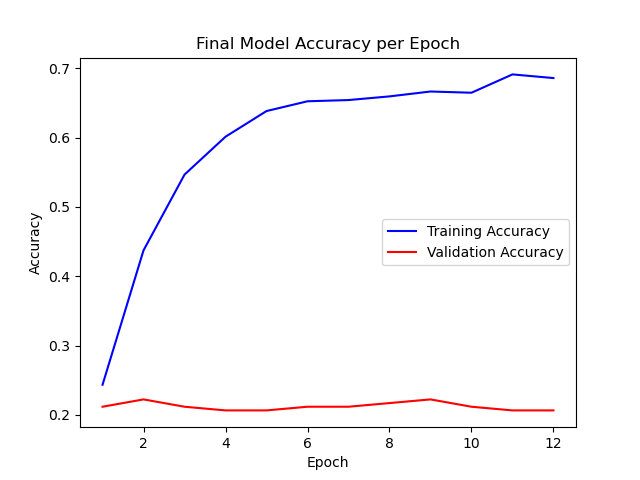 Final Model Accuracy per Epoch
0.7
0.6
0.5
0.4
0.3
0.2
Accuracy
Training Accuracy
Validation Accuracy
2 4 6 8 10 12
Epoch